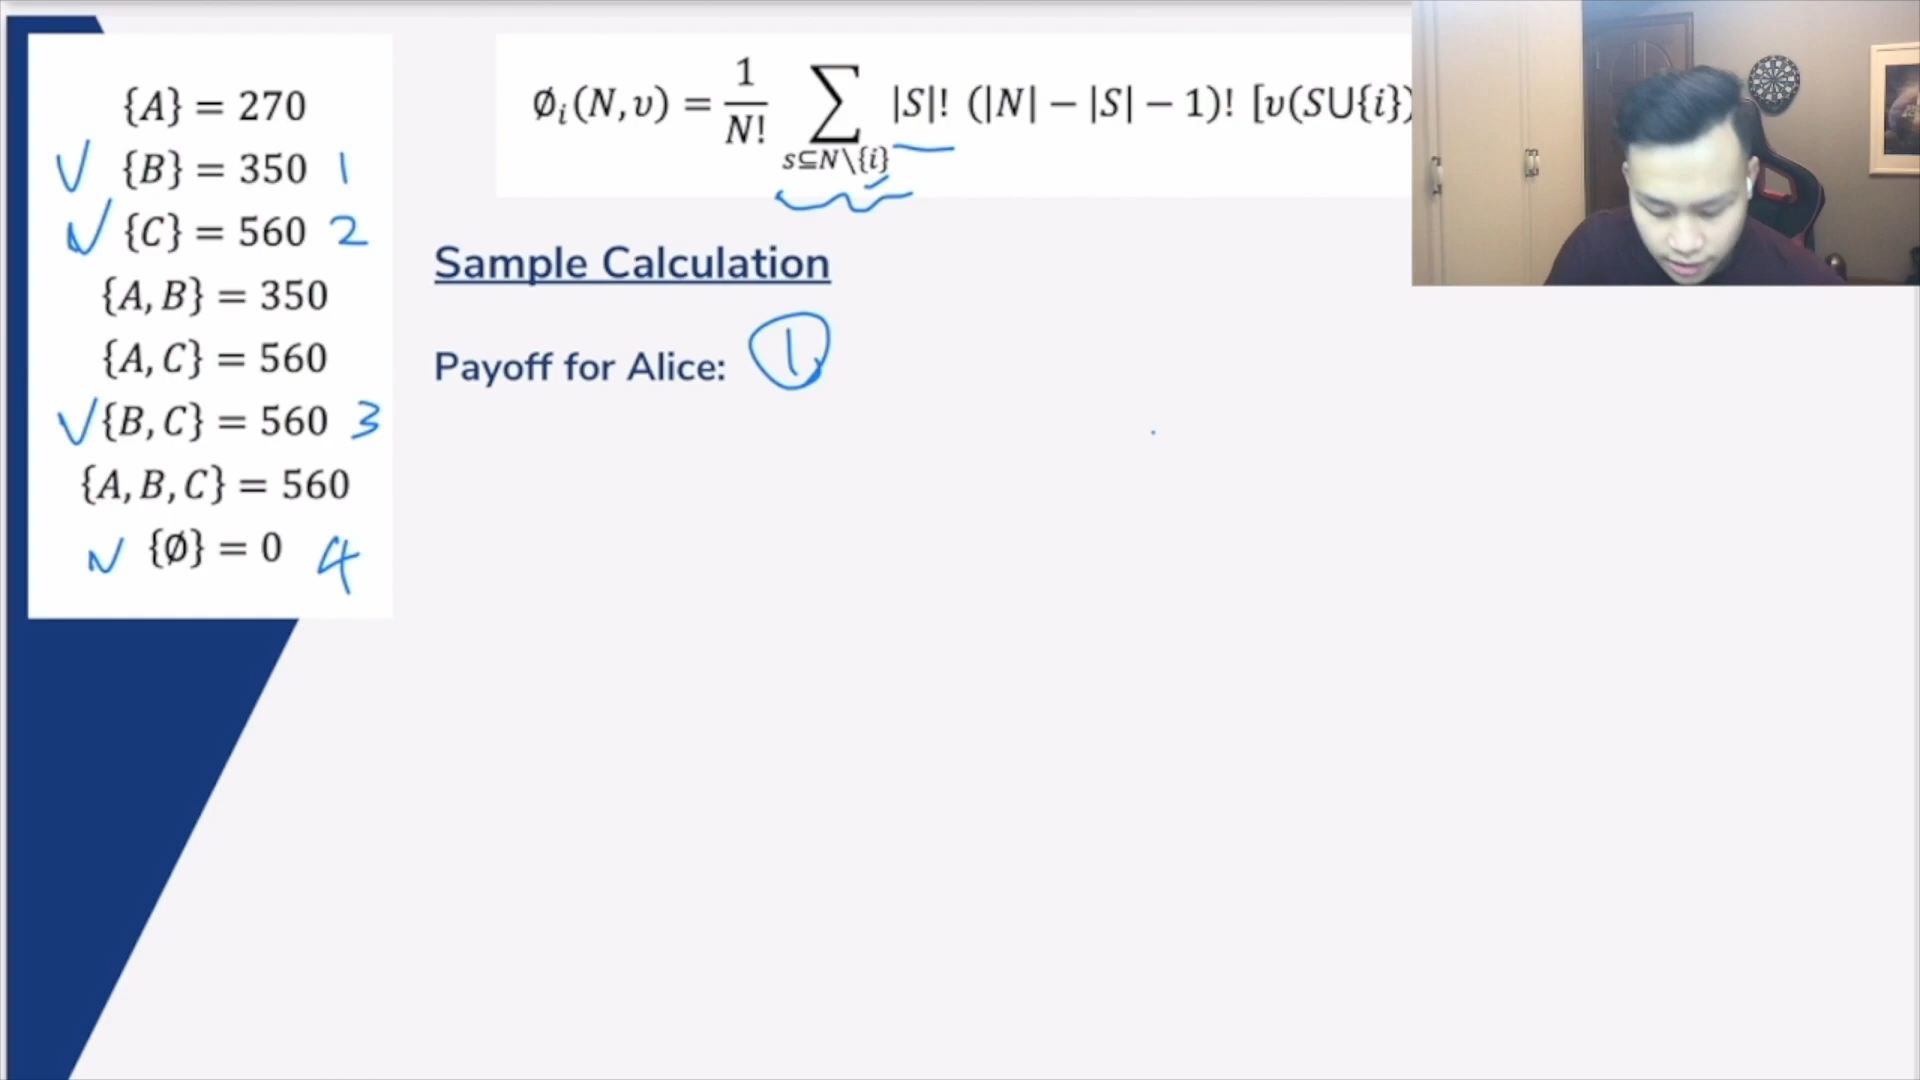 {A} = 270
{B} = 350 1
{C} = 560 2
{A, B} = 350
{A, C} = 560
{B, C} = 560 3
{A, B, C} = 560
{Ø} = 0 4
Ø_i(N, υ) = 1/N! ∑_{s⊆N\{i}} |S|! (|N| − |S| − 1)! [υ(S∪{i})
Sample Calculation
Payoff for Alice: 1